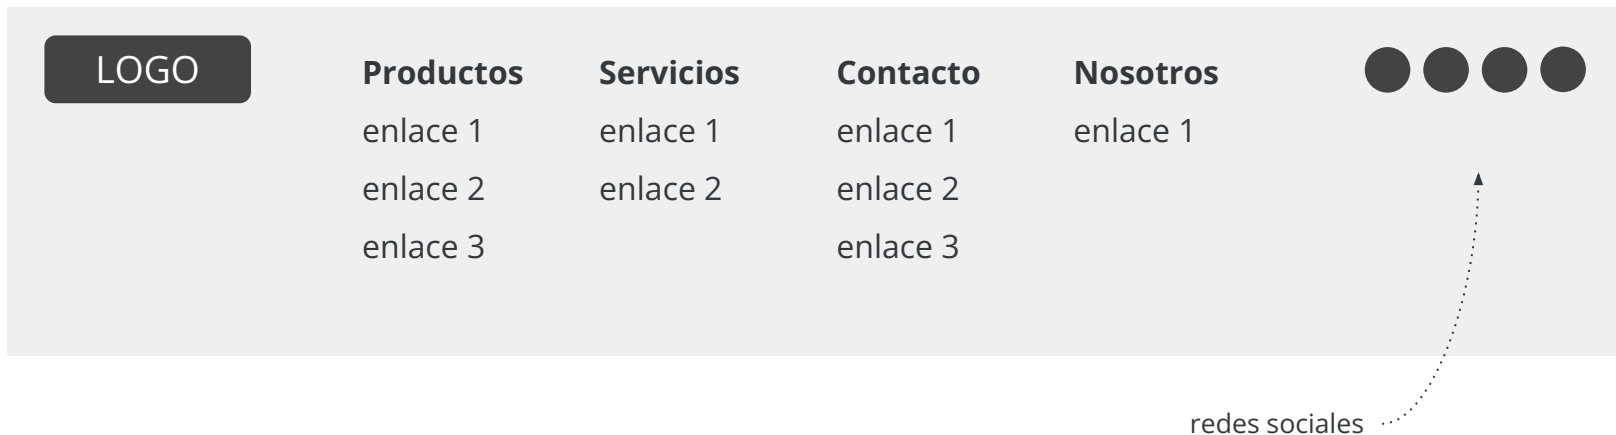 LOGO
Productos
enlace 1
enlace 2
enlace 3
Servicios
enlace 1
enlace 2
Contacto
enlace 1
enlace 2
enlace 3
Nosotros
enlace 1
redes sociales